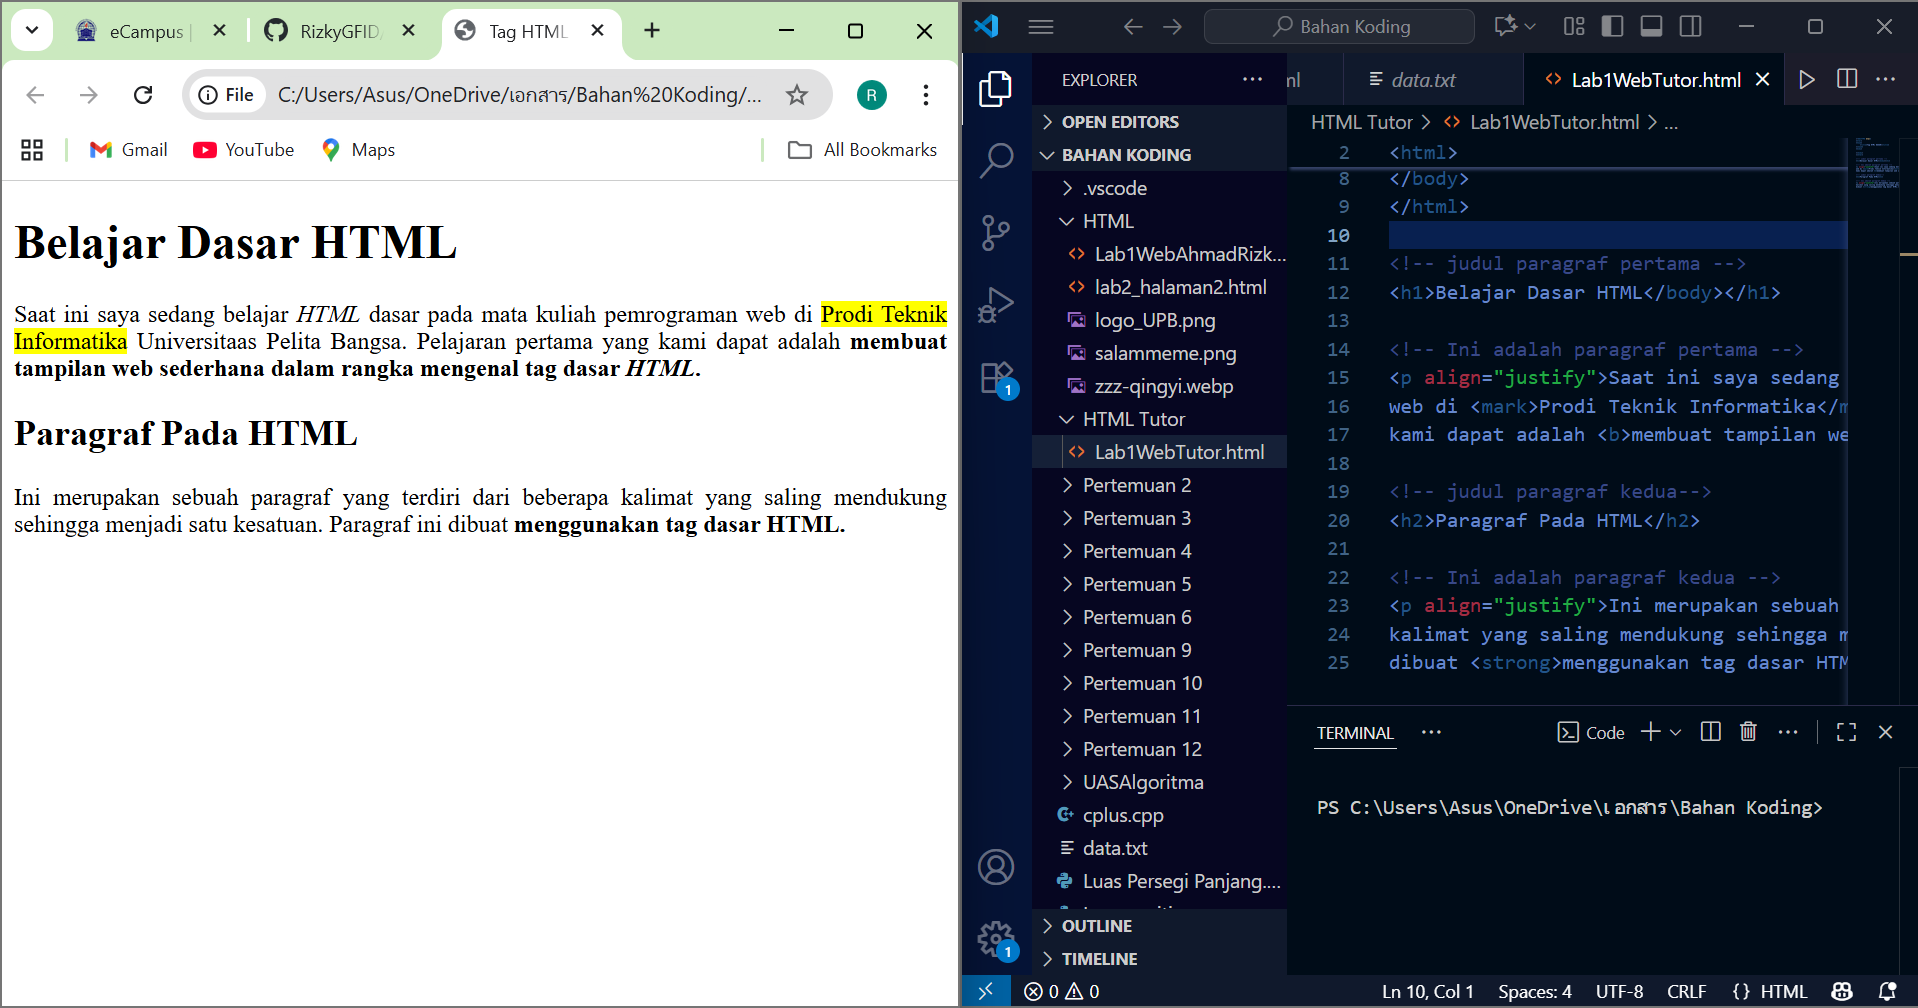 eCampus |
RizkyGFID
Tag HTML
File
C:/Users/Asus/OneDrive/เอกสาร/Bahan%20Koding/...
R
Gmail
YouTube
Maps
All Bookmarks
Belajar Dasar HTML
Saat ini saya sedang belajar HTML dasar pada mata kuliah pemrograman web di Prodi Teknik
Informatika Universitaas Pelita Bangsa. Pelajaran pertama yang kami dapat adalah membuat
tampilan web sederhana dalam rangka mengenal tag dasar HTML.
Paragraf Pada HTML
Ini merupakan sebuah paragraf yang terdiri dari beberapa kalimat yang saling mendukung
sehingga menjadi satu kesatuan. Paragraf ini dibuat menggunakan tag dasar HTML.
Bahan Koding
EXPLORER
OPEN EDITORS
BAHAN KODING
.vscode
HTML
Lab1WebAhmadRizk...
lab2_halaman2.html
logo_UPB.png
salammeme.png
zzz-qingyi.webp
HTML Tutor
Lab1WebTutor.html
Pertemuan 2
Pertemuan 3
Pertemuan 4
Pertemuan 5
Pertemuan 6
Pertemuan 9
Pertemuan 10
Pertemuan 11
Pertemuan 12
UASAlgoritma
cplus.cpp
data.txt
Luas Persegi Panjang....
OUTLINE
TIMELINE
1
1
ml
data.txt
Lab1WebTutor.html
HTML Tutor > Lab1WebTutor.html > ...
2 <html>
8 </body>
9 </html>
10
11 <!-- judul paragraf pertama -->
12 <h1>Belajar Dasar HTML</body></h1>
13
14 <!-- Ini adalah paragraf pertama -->
15 <p align="justify">Saat ini saya sedang
16 web di <mark>Prodi Teknik Informatika</m
17 kami dapat adalah <b>membuat tampilan we
18
19 <!-- judul paragraf kedua-->
20 <h2>Paragraf Pada HTML</h2>
21
22 <!-- Ini adalah paragraf kedua -->
23 <p align="justify">Ini merupakan sebuah
24 kalimat yang saling mendukung sehingga m
25 dibuat <strong>menggunakan tag dasar HTM
TERMINAL
Code
PS C:\Users\Asus\OneDrive\เอกสาร\Bahan Koding>
0 0
Ln 10, Col 1
Spaces: 4
UTF-8
CRLF
{ } HTML